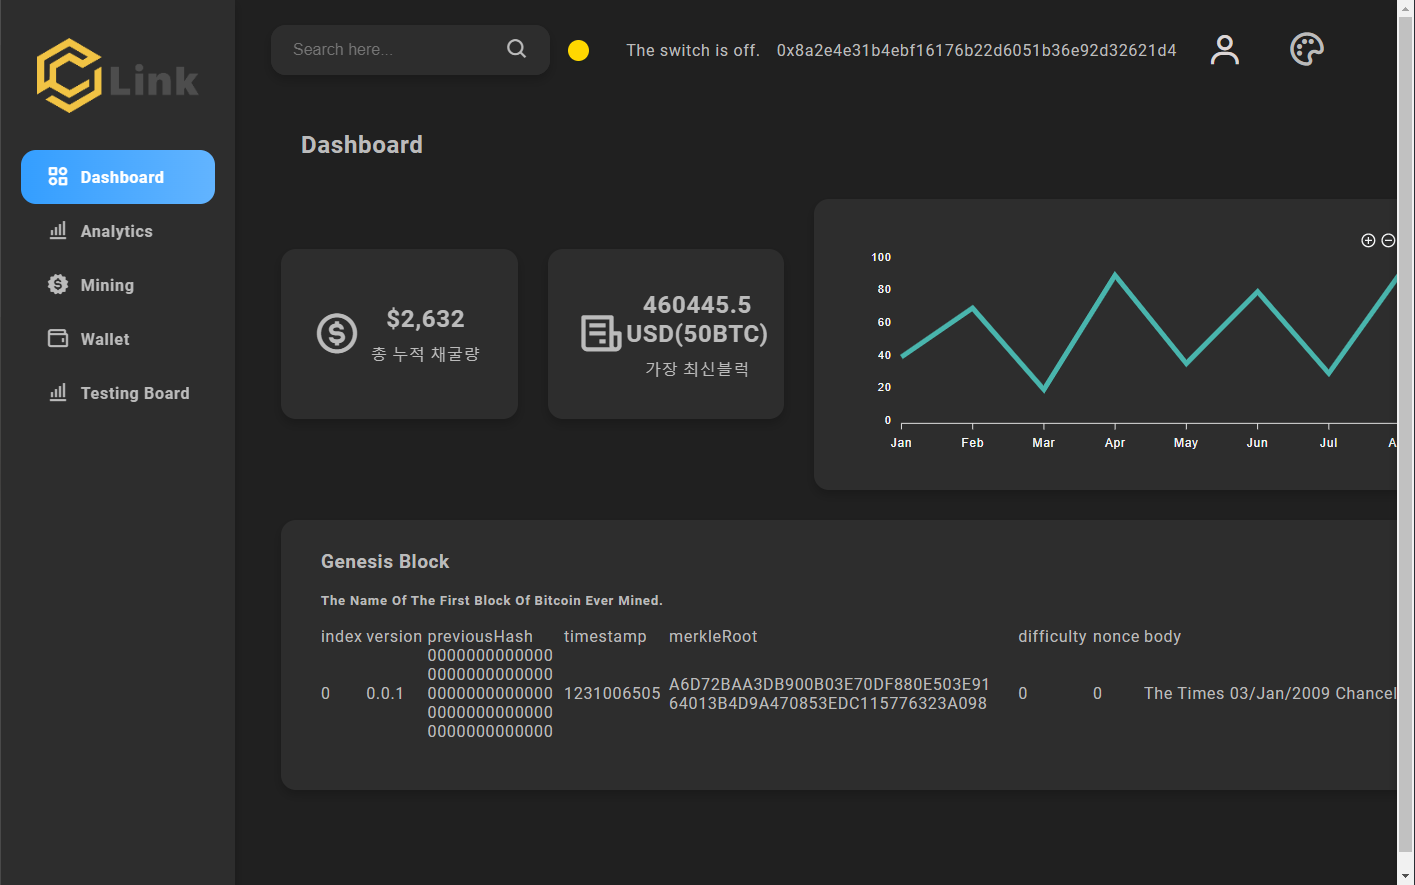 Link
Search here...
The switch is off. 0x8a2e4e31b4ebf16176b22d6051b36e92d32621d4
Dashboard
Analytics
Mining
Wallet
Testing Board
Dashboard
$2,632
총 누적 채굴량
460445.5
USD(50BTC)
가장 최신블럭
100
80
60
40
20
0
Jan Feb Mar Apr May Jun Jul A
Genesis Block
The Name Of The First Block Of Bitcoin Ever Mined.
index version previousHash timestamp merkleRoot difficulty nonce body
0000000000000
0000000000000
0 0.0.1 0000000000000 1231006505 A6D72BAA3DB900B03E70DF880E503E91 0 0 The Times 03/Jan/2009 Chancel
0000000000000 64013B4D9A470853EDC115776323A098
0000000000000